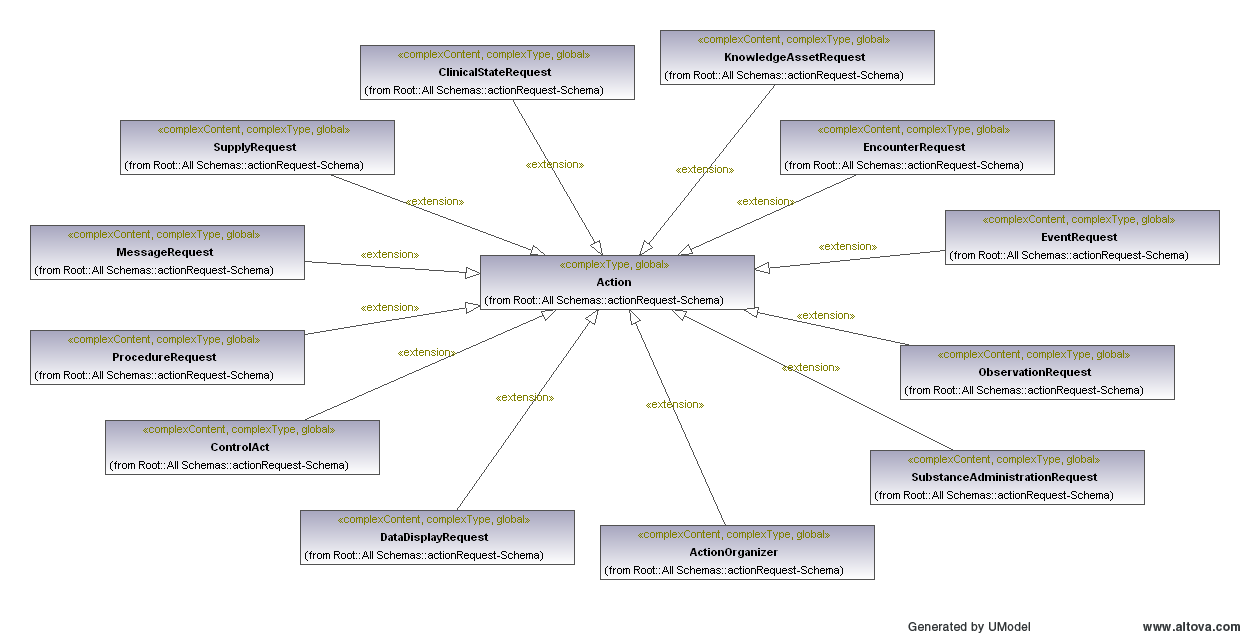 «complexContent, complexType, global»
KnowledgeAssetRequest
(from Root::All Schemas::actionRequest-Schema)
«complexContent, complexType, global»
ClinicalStateRequest
(from Root::All Schemas::actionRequest-Schema)
«complexContent, complexType, global»
SupplyRequest
(from Root::All Schemas::actionRequest-Schema)
«complexContent, complexType, global»
EncounterRequest
(from Root::All Schemas::actionRequest-Schema)
«extension»
«extension»
«extension»
«extension»
«complexContent, complexType, global»
EventRequest
(from Root::All Schemas::actionRequest-Schema)
«complexContent, complexType, global»
MessageRequest
(from Root::All Schemas::actionRequest-Schema)
«extension»
«extension»
«complexType, global»
Action
(from Root::All Schemas::actionRequest-Schema)
«extension»
«extension»
«complexContent, complexType, global»
ProcedureRequest
(from Root::All Schemas::actionRequest-Schema)
«extension»
«complexContent, complexType, global»
ObservationRequest
(from Root::All Schemas::actionRequest-Schema)
«extension»
«extension»
«extension»
«complexContent, complexType, global»
ControlAct
(from Root::All Schemas::actionRequest-Schema)
«complexContent, complexType, global»
SubstanceAdministrationRequest
(from Root::All Schemas::actionRequest-Schema)
«complexContent, complexType, global»
DataDisplayRequest
(from Root::All Schemas::actionRequest-Schema)
«complexContent, complexType, global»
ActionOrganizer
(from Root::All Schemas::actionRequest-Schema)
Generated by UModel
www.altova.com